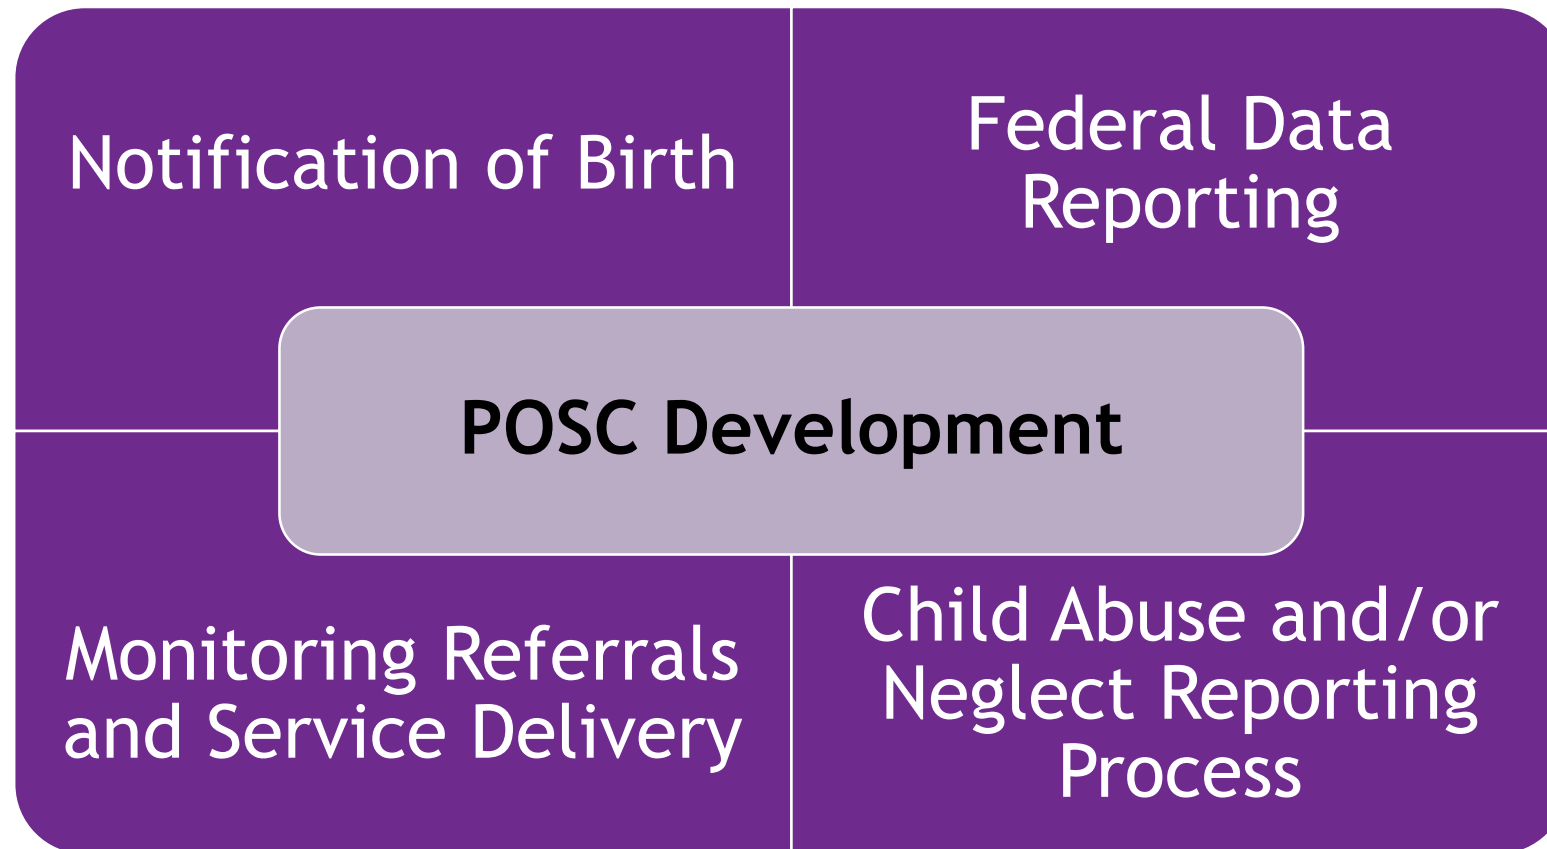 Notification of Birth
Federal Data
Reporting
POSC Development
Monitoring Referrals
and Service Delivery
Child Abuse and/or
Neglect Reporting
Process